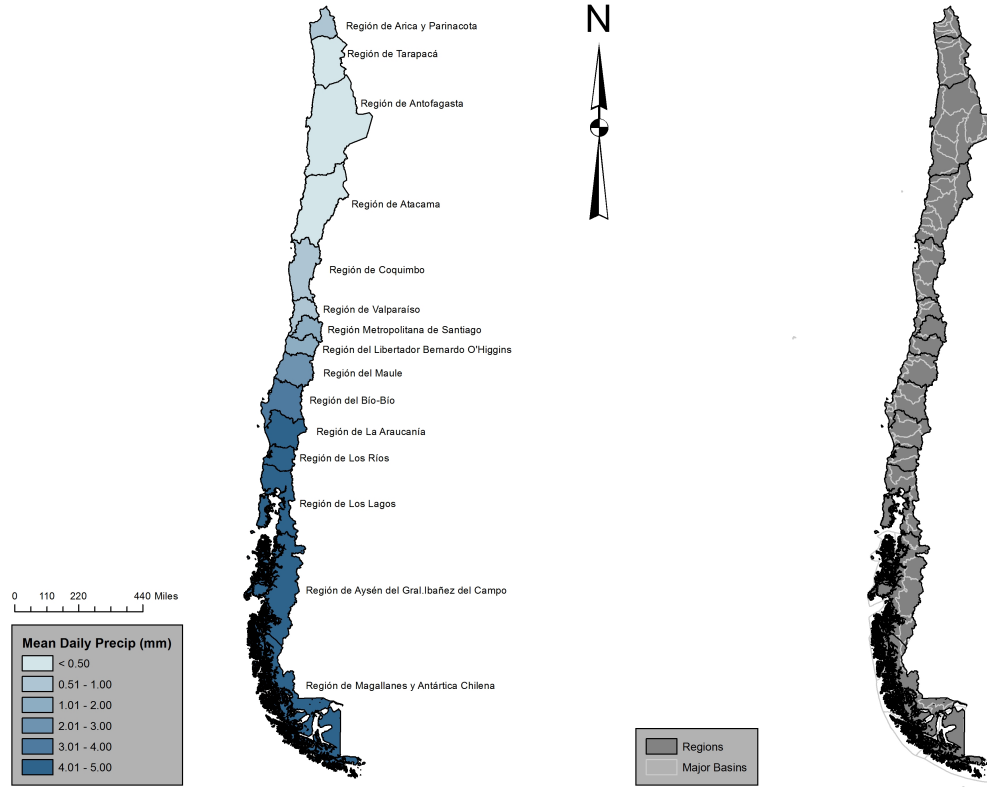 N
Región de Arica y Parinacota
Región de Tarapacá
Región de Antofagasta
Región de Atacama
Región de Coquimbo
Región de Valparaíso
Región Metropolitana de Santiago
Región del Libertador Bernardo O'Higgins
Región del Maule
Región del Bío-Bío
Región de La Araucanía
Región de Los Ríos
Región de Los Lagos
Región de Aysén del Gral.Ibañez del Campo
Región de Magallanes y Antártica Chilena
0 110 220 440 Miles
Mean Daily Precip (mm)
< 0.50
0.51 - 1.00
1.01 - 2.00
2.01 - 3.00
3.01 - 4.00
4.01 - 5.00
Regions
Major Basins